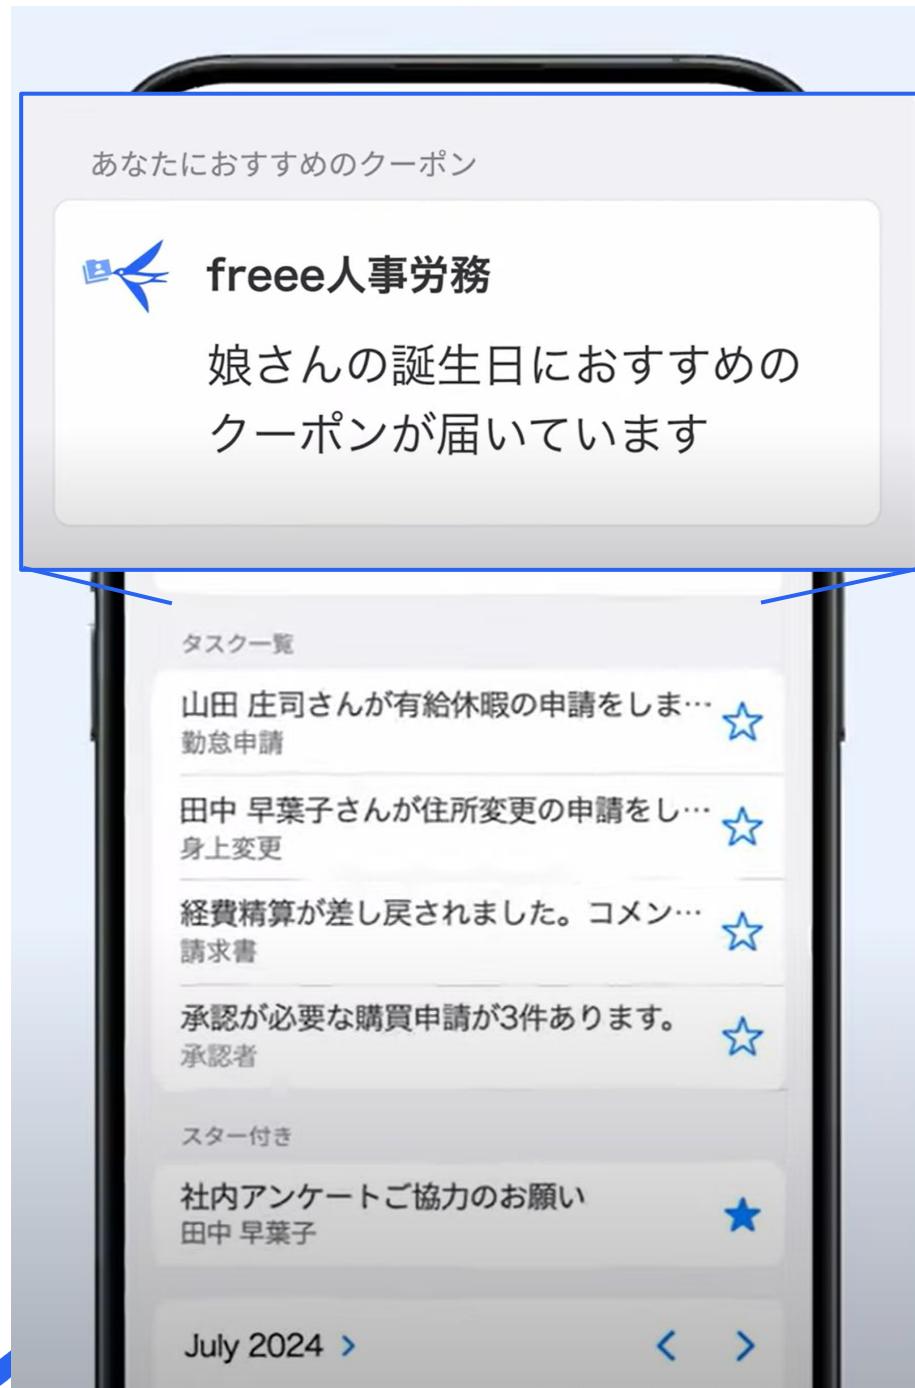 あなたにおすすめのクーポン
freee人事労務
娘さんの誕生日におすすめの
クーポンが届いています
タスク一覧
山田 庄司さんが有給休暇の申請をしま…
勤怠申請
田中 早葉子さんが住所変更の申請をし…
身上変更
経費精算が差し戻されました。コメン…
請求書
承認が必要な購買申請が3件あります。
承認者
スター付き
社内アンケートご協力のお願い
田中 早葉子
July 2024